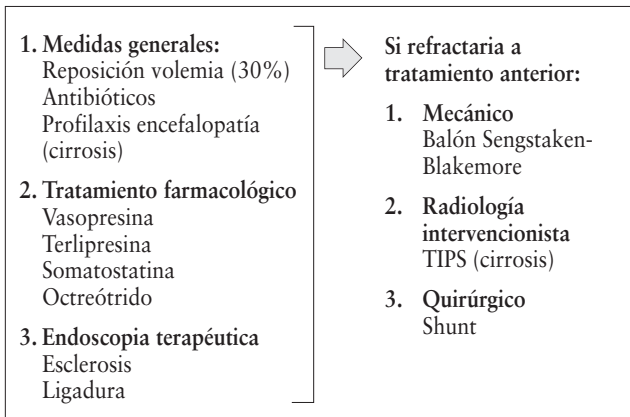 1. Medidas generales:
Reposición volemia (30%)
Antibióticos
Profilaxis encefalopatía
(cirrosis)
2. Tratamiento farmacológico
Vasopresina
Terlipresina
Somatostatina
Octreótrido
3. Endoscopia terapéutica
Esclerosis
Ligadura
Si refractaria a
tratamiento anterior:
1. Mecánico
Balón Sengstaken-
Blakemore
2. Radiología
intervencionista
TIPS (cirrosis)
3. Quirúrgico
Shunt